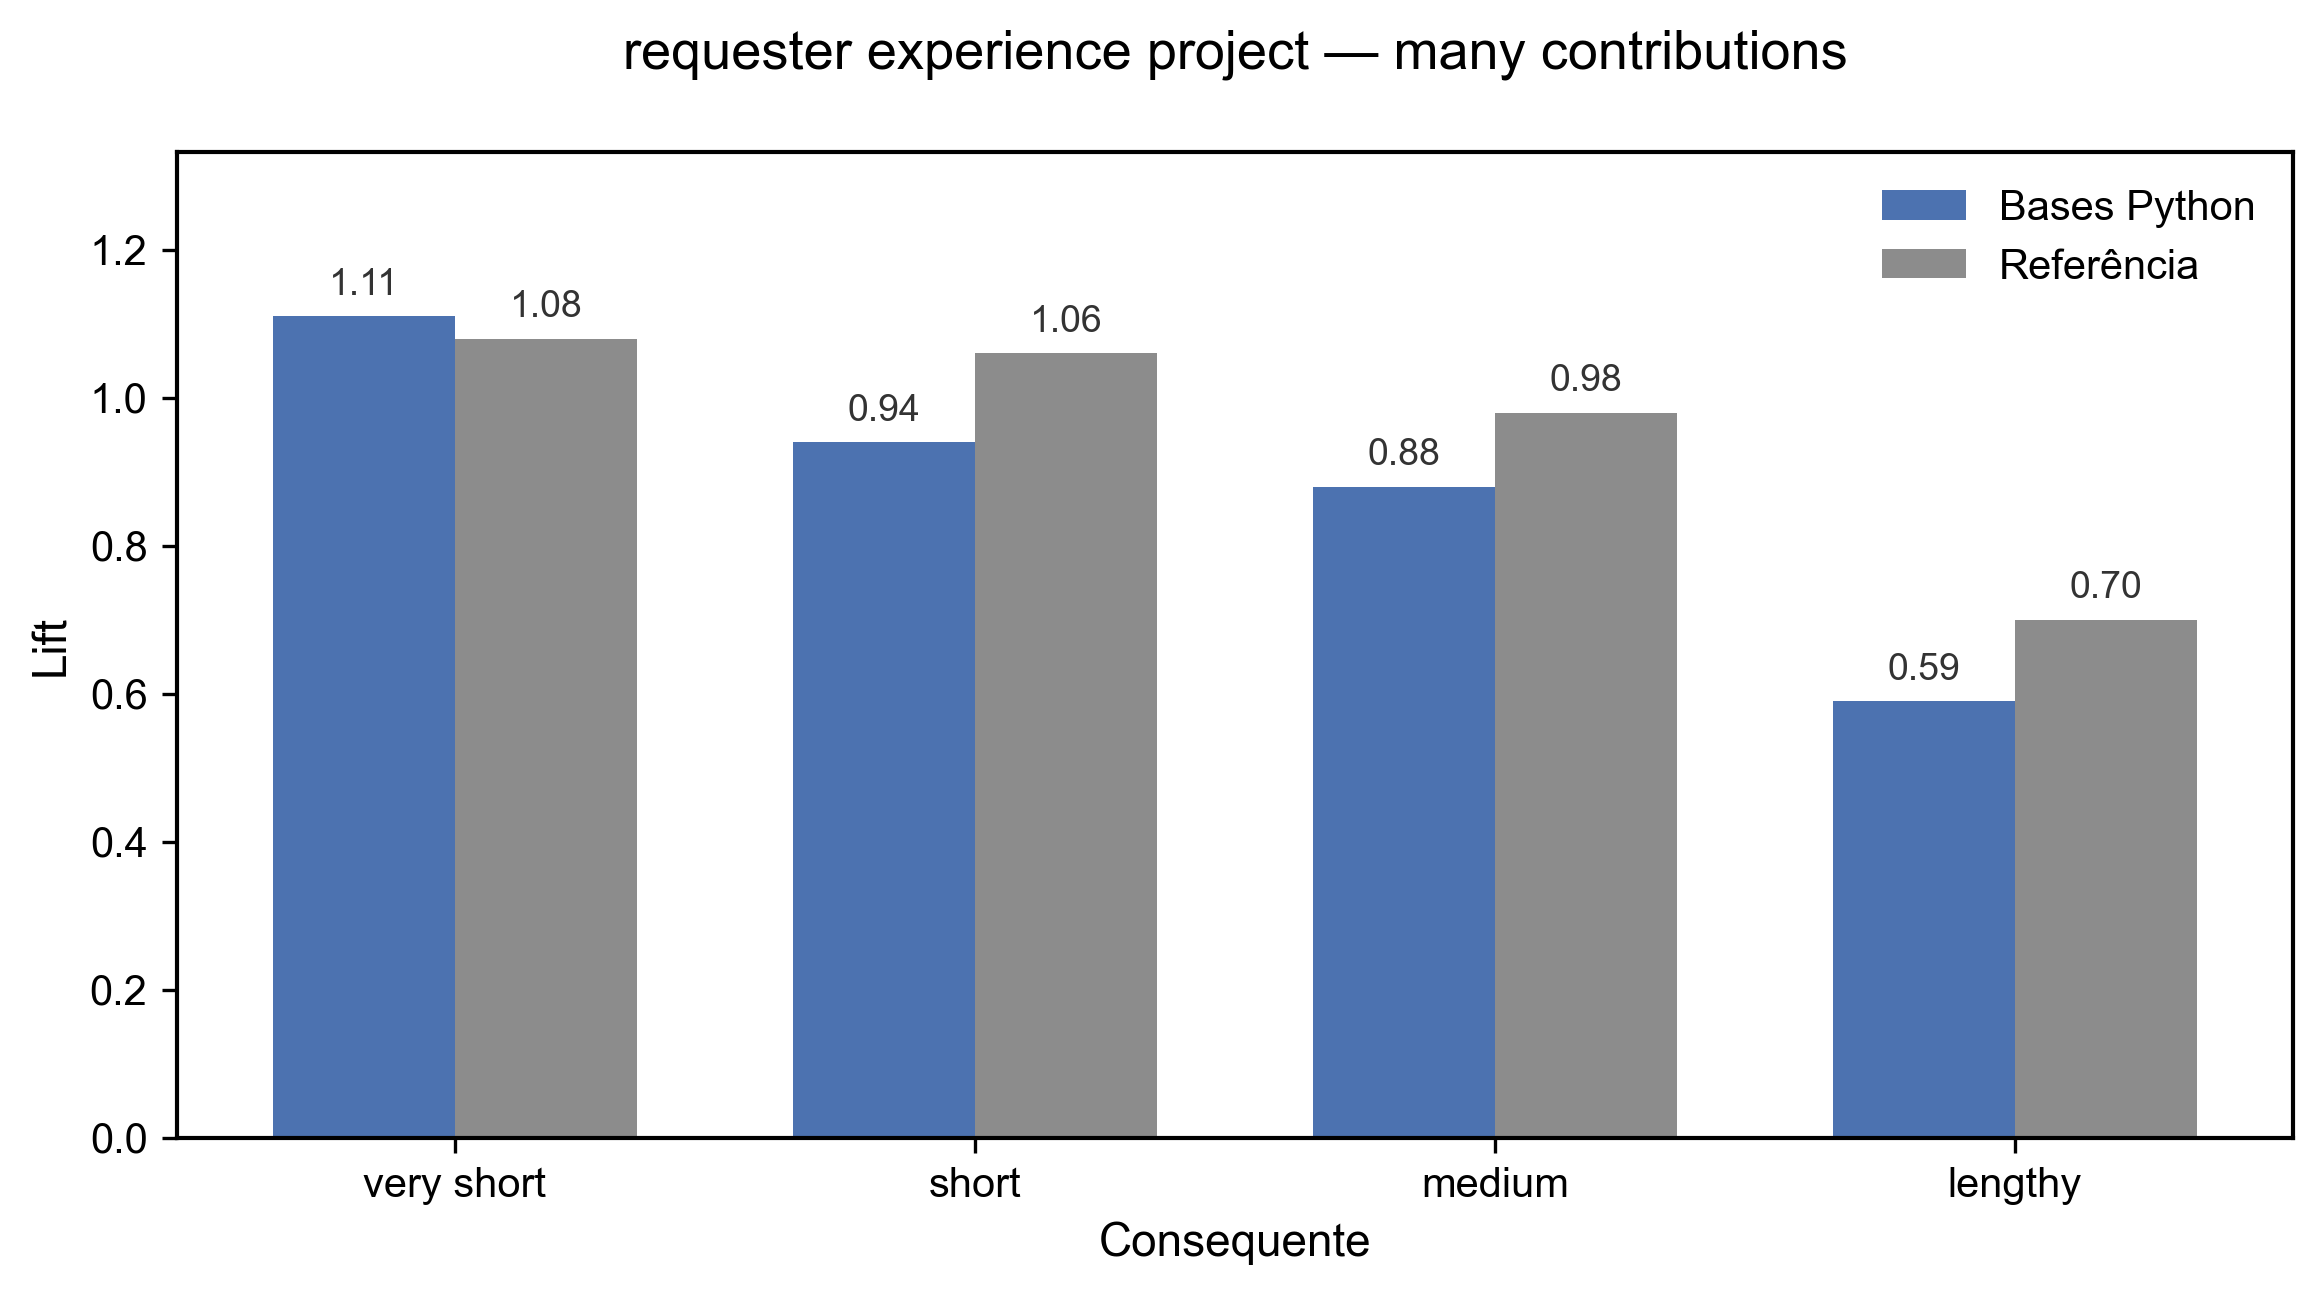 requester experience project — many contributions
Bases Python
Referência
1.2
1.0
0.8
0.6
0.4
0.2
0.0
Lift
1.11
1.08
0.94
1.06
0.88
0.98
0.59
0.70
very short
short
medium
lengthy
Consequente